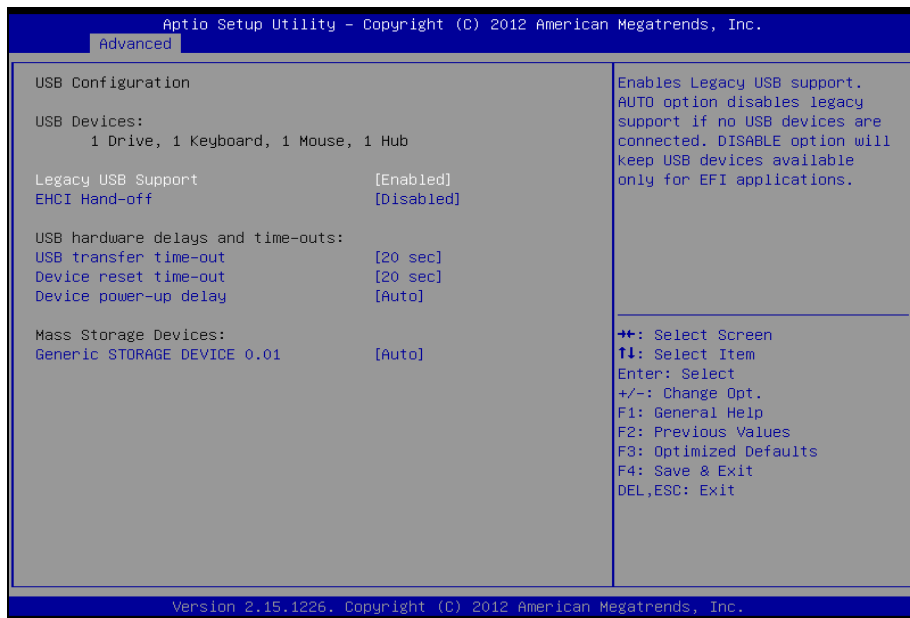 Aptio Setup Utility – Copyright (C) 2012 American Megatrends, Inc.
Advanced
USB Configuration
USB Devices:
1 Drive, 1 Keyboard, 1 Mouse, 1 Hub
Legacy USB Support [Enabled]
EHCI Hand-off [Disabled]
USB hardware delays and time-outs:
USB transfer time-out [20 sec]
Device reset time-out [20 sec]
Device power-up delay [Auto]
Mass Storage Devices:
Generic STORAGE DEVICE 0.01 [Auto]
Enables Legacy USB support.
AUTO option disables legacy
support if no USB devices are
connected. DISABLE option will
keep USB devices available
only for EFI applications.
→←: Select Screen
↑↓: Select Item
Enter: Select
+/-: Change Opt.
F1: General Help
F2: Previous Values
F3: Optimized Defaults
F4: Save & Exit
DEL,ESC: Exit
Version 2.15.1226. Copyright (C) 2012 American Megatrends, Inc.